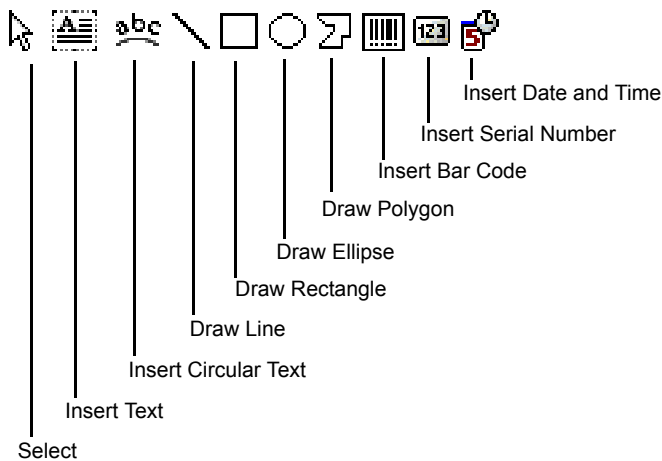 A
abc
123
5
Insert Date and Time
Insert Serial Number
Insert Bar Code
Draw Polygon
Draw Ellipse
Draw Rectangle
Draw Line
Insert Circular Text
Insert Text
Select